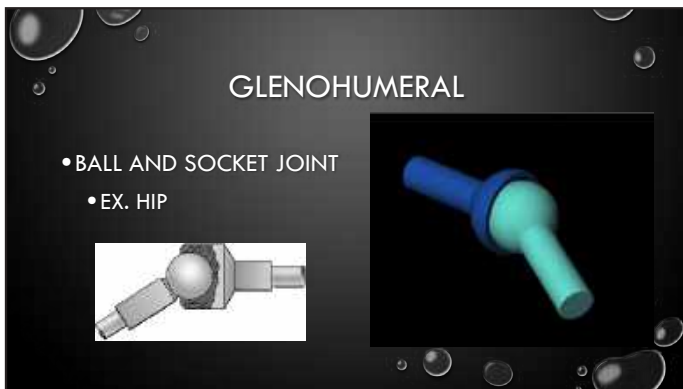 GLENOHUMERAL
•BALL AND SOCKET JOINT
•EX. HIP